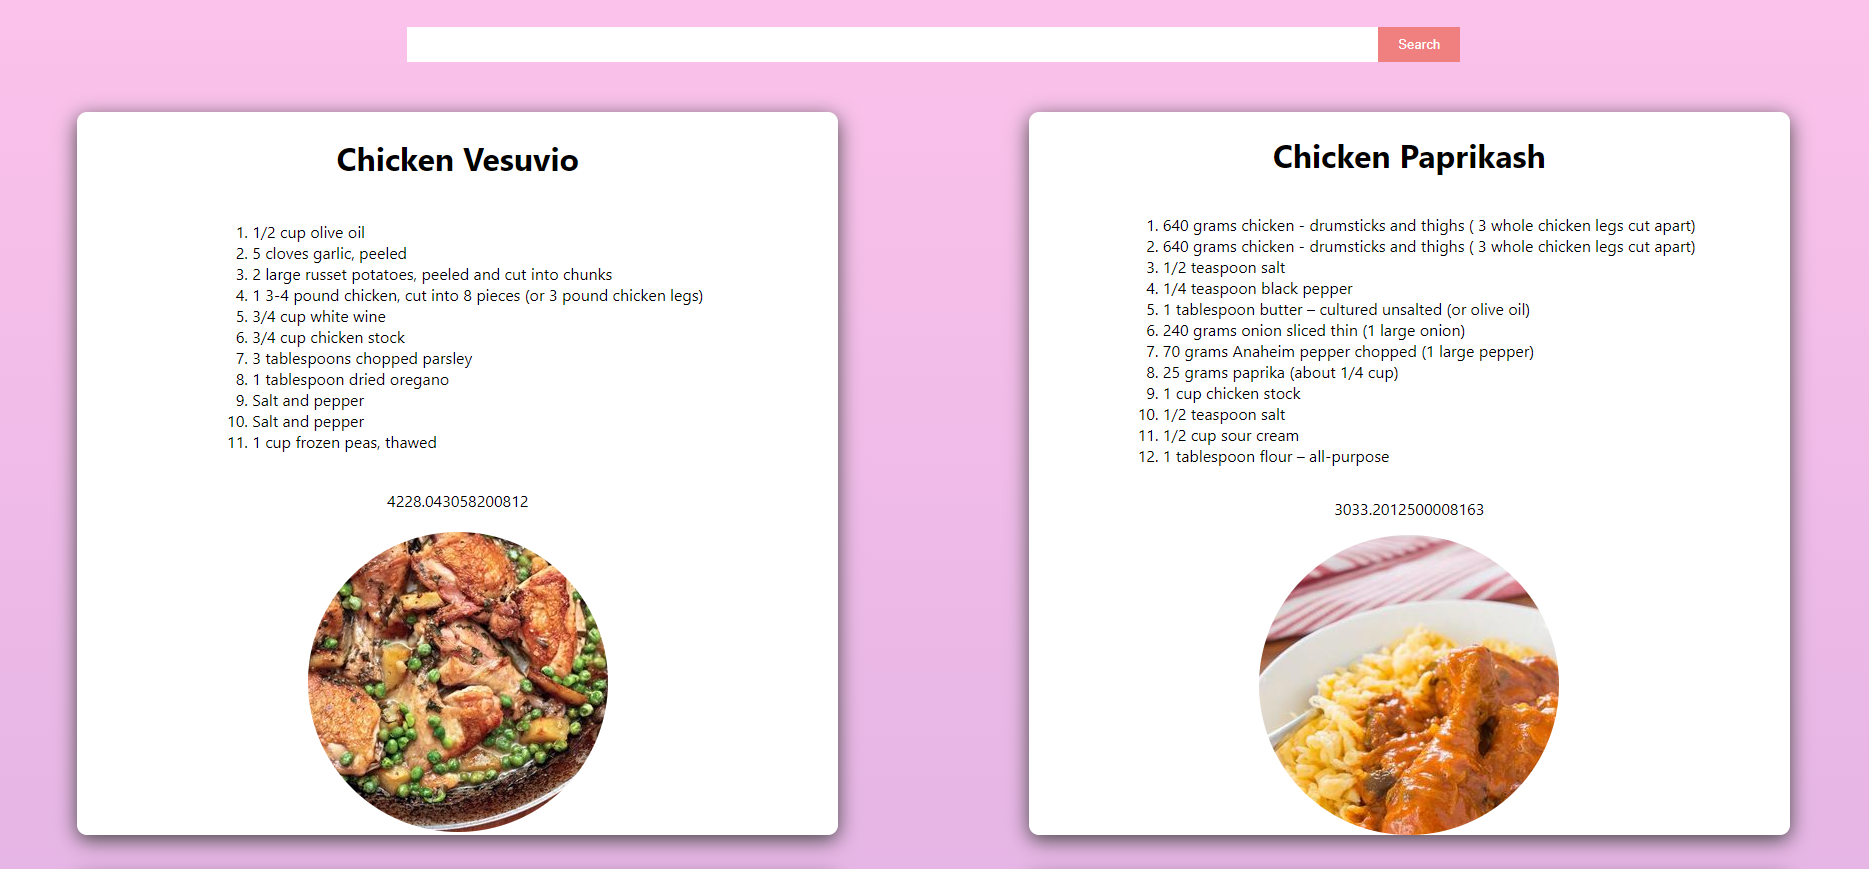 Search
Chicken Vesuvio
1. 1/2 cup olive oil
2. 5 cloves garlic, peeled
3. 2 large russet potatoes, peeled and cut into chunks
4. 1 3-4 pound chicken, cut into 8 pieces (or 3 pound chicken legs)
5. 3/4 cup white wine
6. 3/4 cup chicken stock
7. 3 tablespoons chopped parsley
8. 1 tablespoon dried oregano
9. Salt and pepper
10. Salt and pepper
11. 1 cup frozen peas, thawed
4228.043058200812
Chicken Paprikash
1. 640 grams chicken - drumsticks and thighs ( 3 whole chicken legs cut apart)
2. 640 grams chicken - drumsticks and thighs ( 3 whole chicken legs cut apart)
3. 1/2 teaspoon salt
4. 1/4 teaspoon black pepper
5. 1 tablespoon butter – cultured unsalted (or olive oil)
6. 240 grams onion sliced thin (1 large onion)
7. 70 grams Anaheim pepper chopped (1 large pepper)
8. 25 grams paprika (about 1/4 cup)
9. 1 cup chicken stock
10. 1/2 teaspoon salt
11. 1/2 cup sour cream
12. 1 tablespoon flour – all-purpose
3033.2012500008163